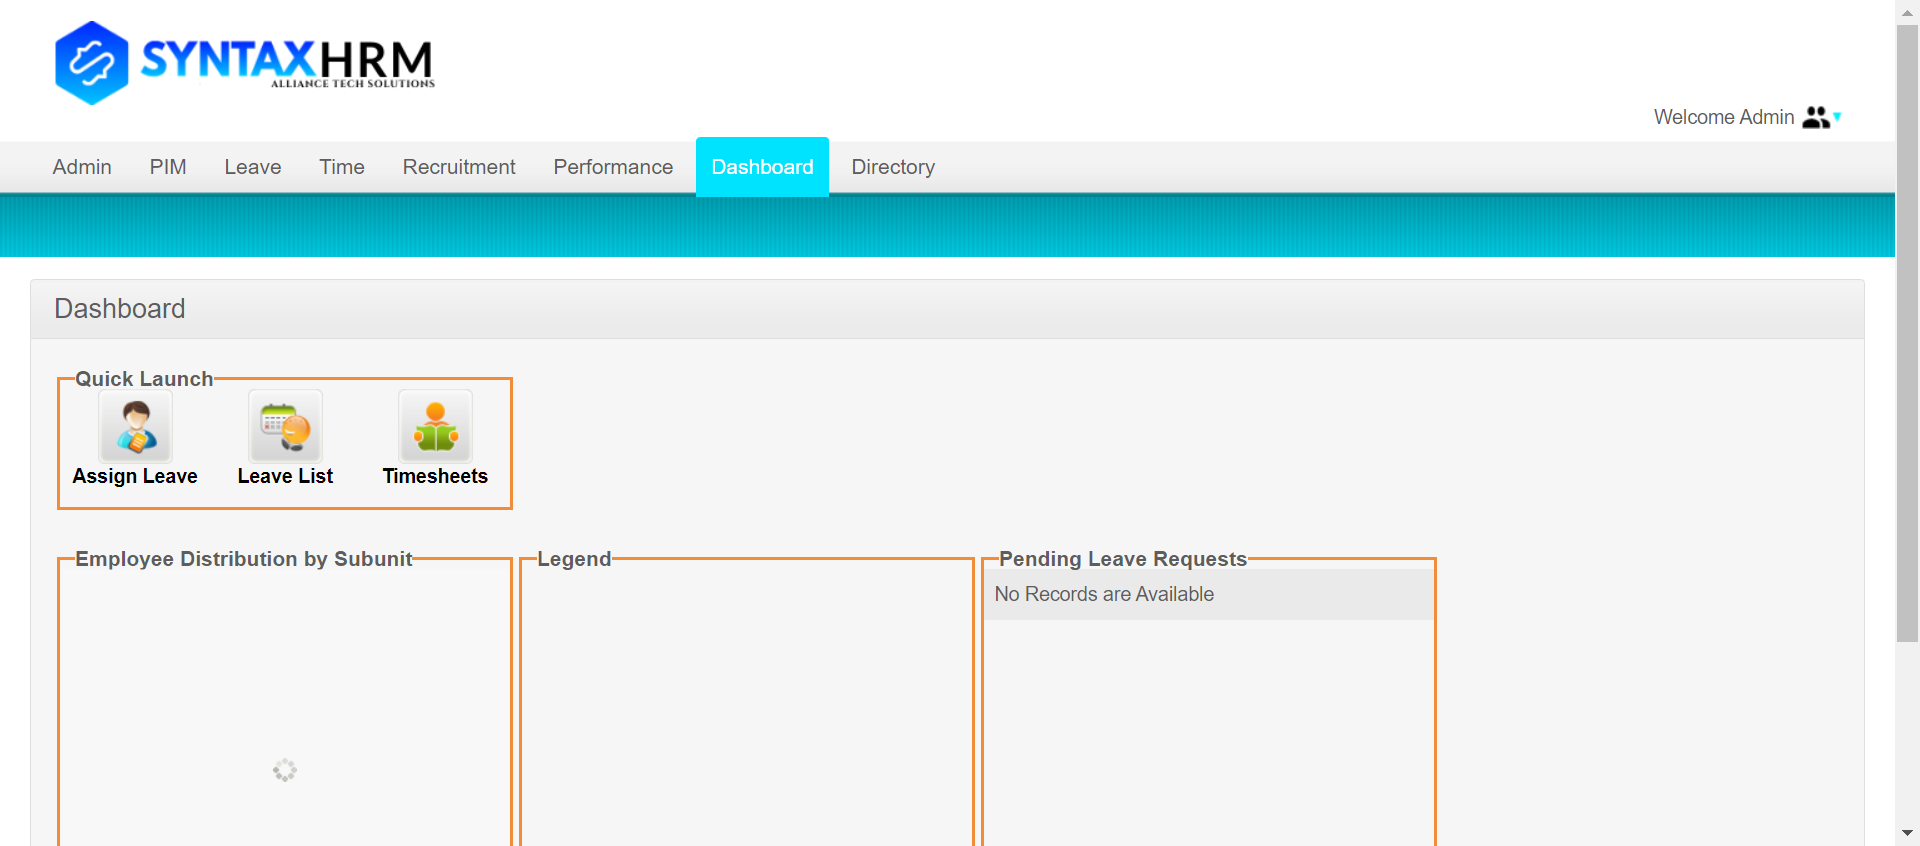 SYNTAXHRM
ALLIANCE TECH SOLUTIONS
Welcome Admin
Admin PIM Leave Time Recruitment Performance Dashboard Directory
Dashboard
Quick Launch
Assign Leave Leave List Timesheets
Employee Distribution by Subunit Legend Pending Leave Requests
No Records are Available